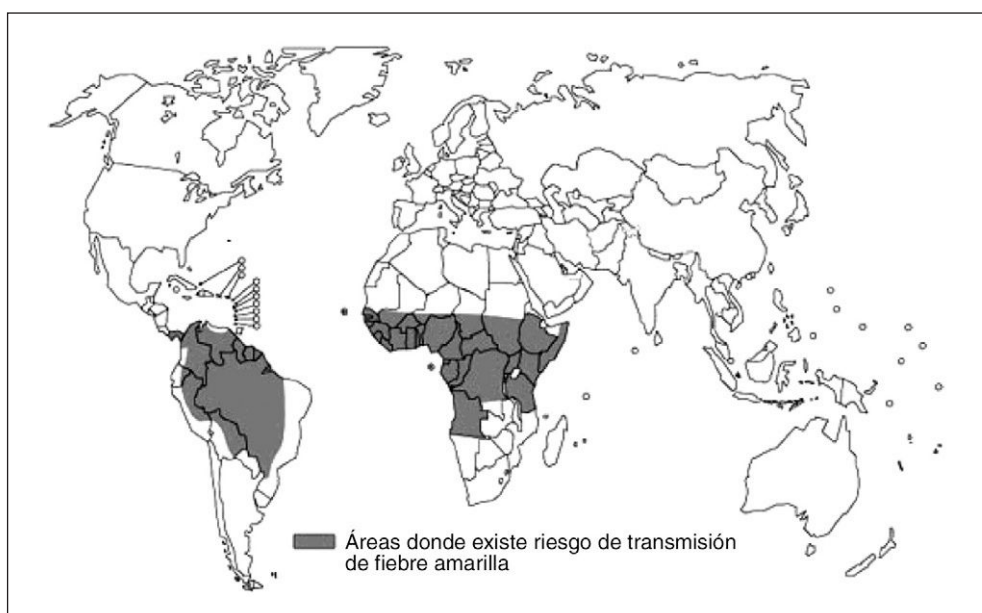 Áreas donde existe riesgo de transmisión
de fiebre amarilla